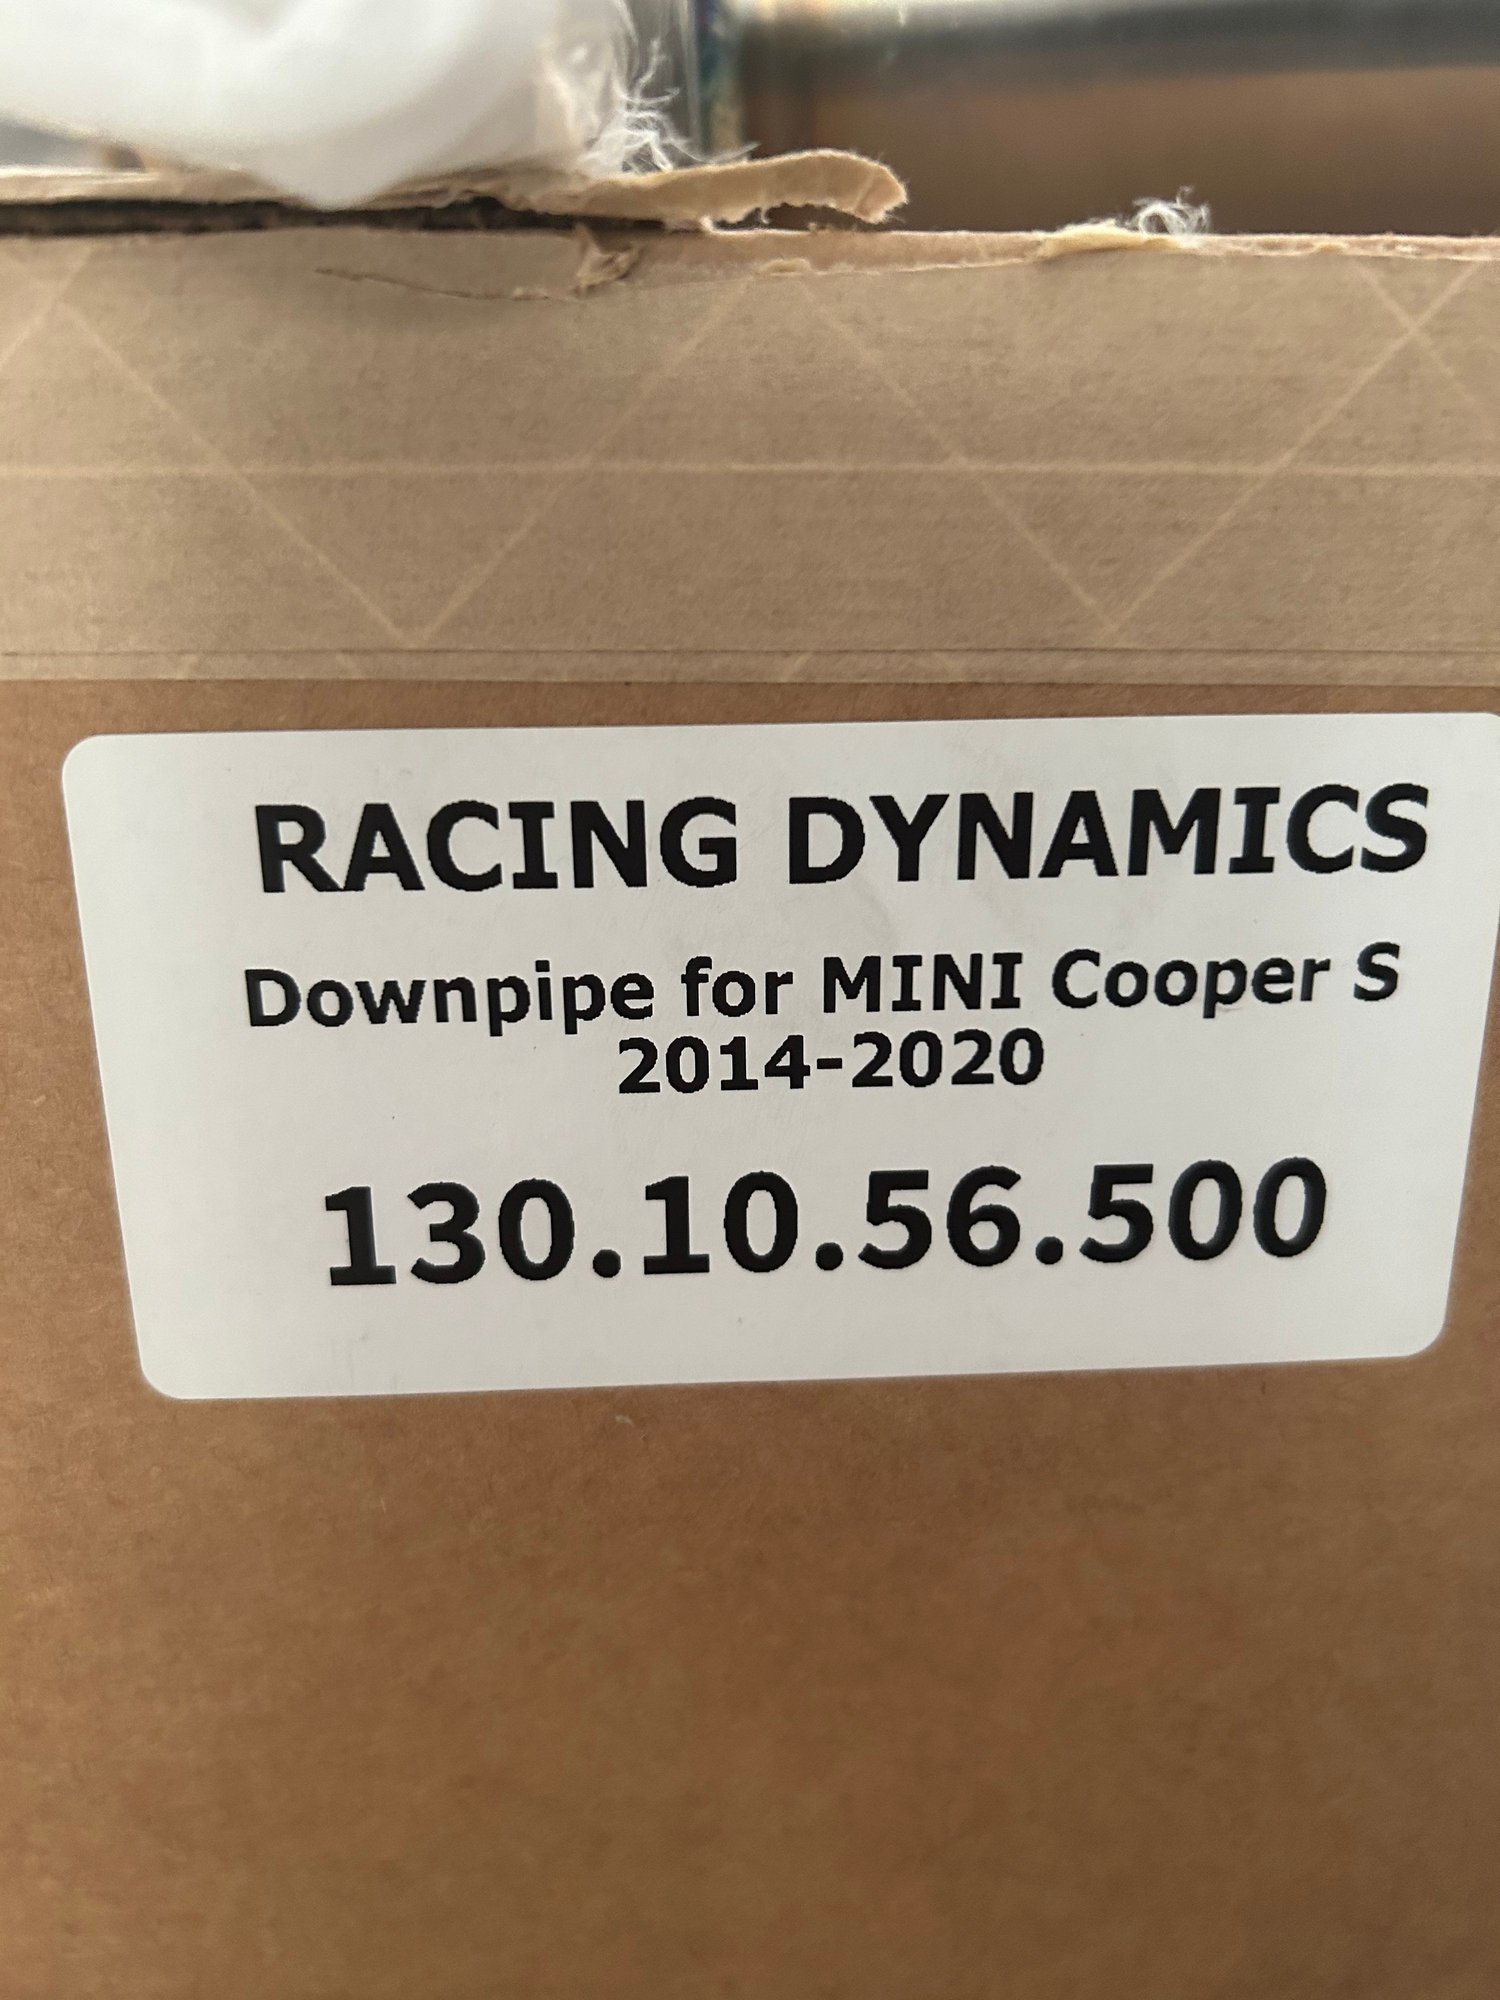 RACING DYNAMICS
Downpipe for MINI Cooper S
2014-2020
130.10.56.500